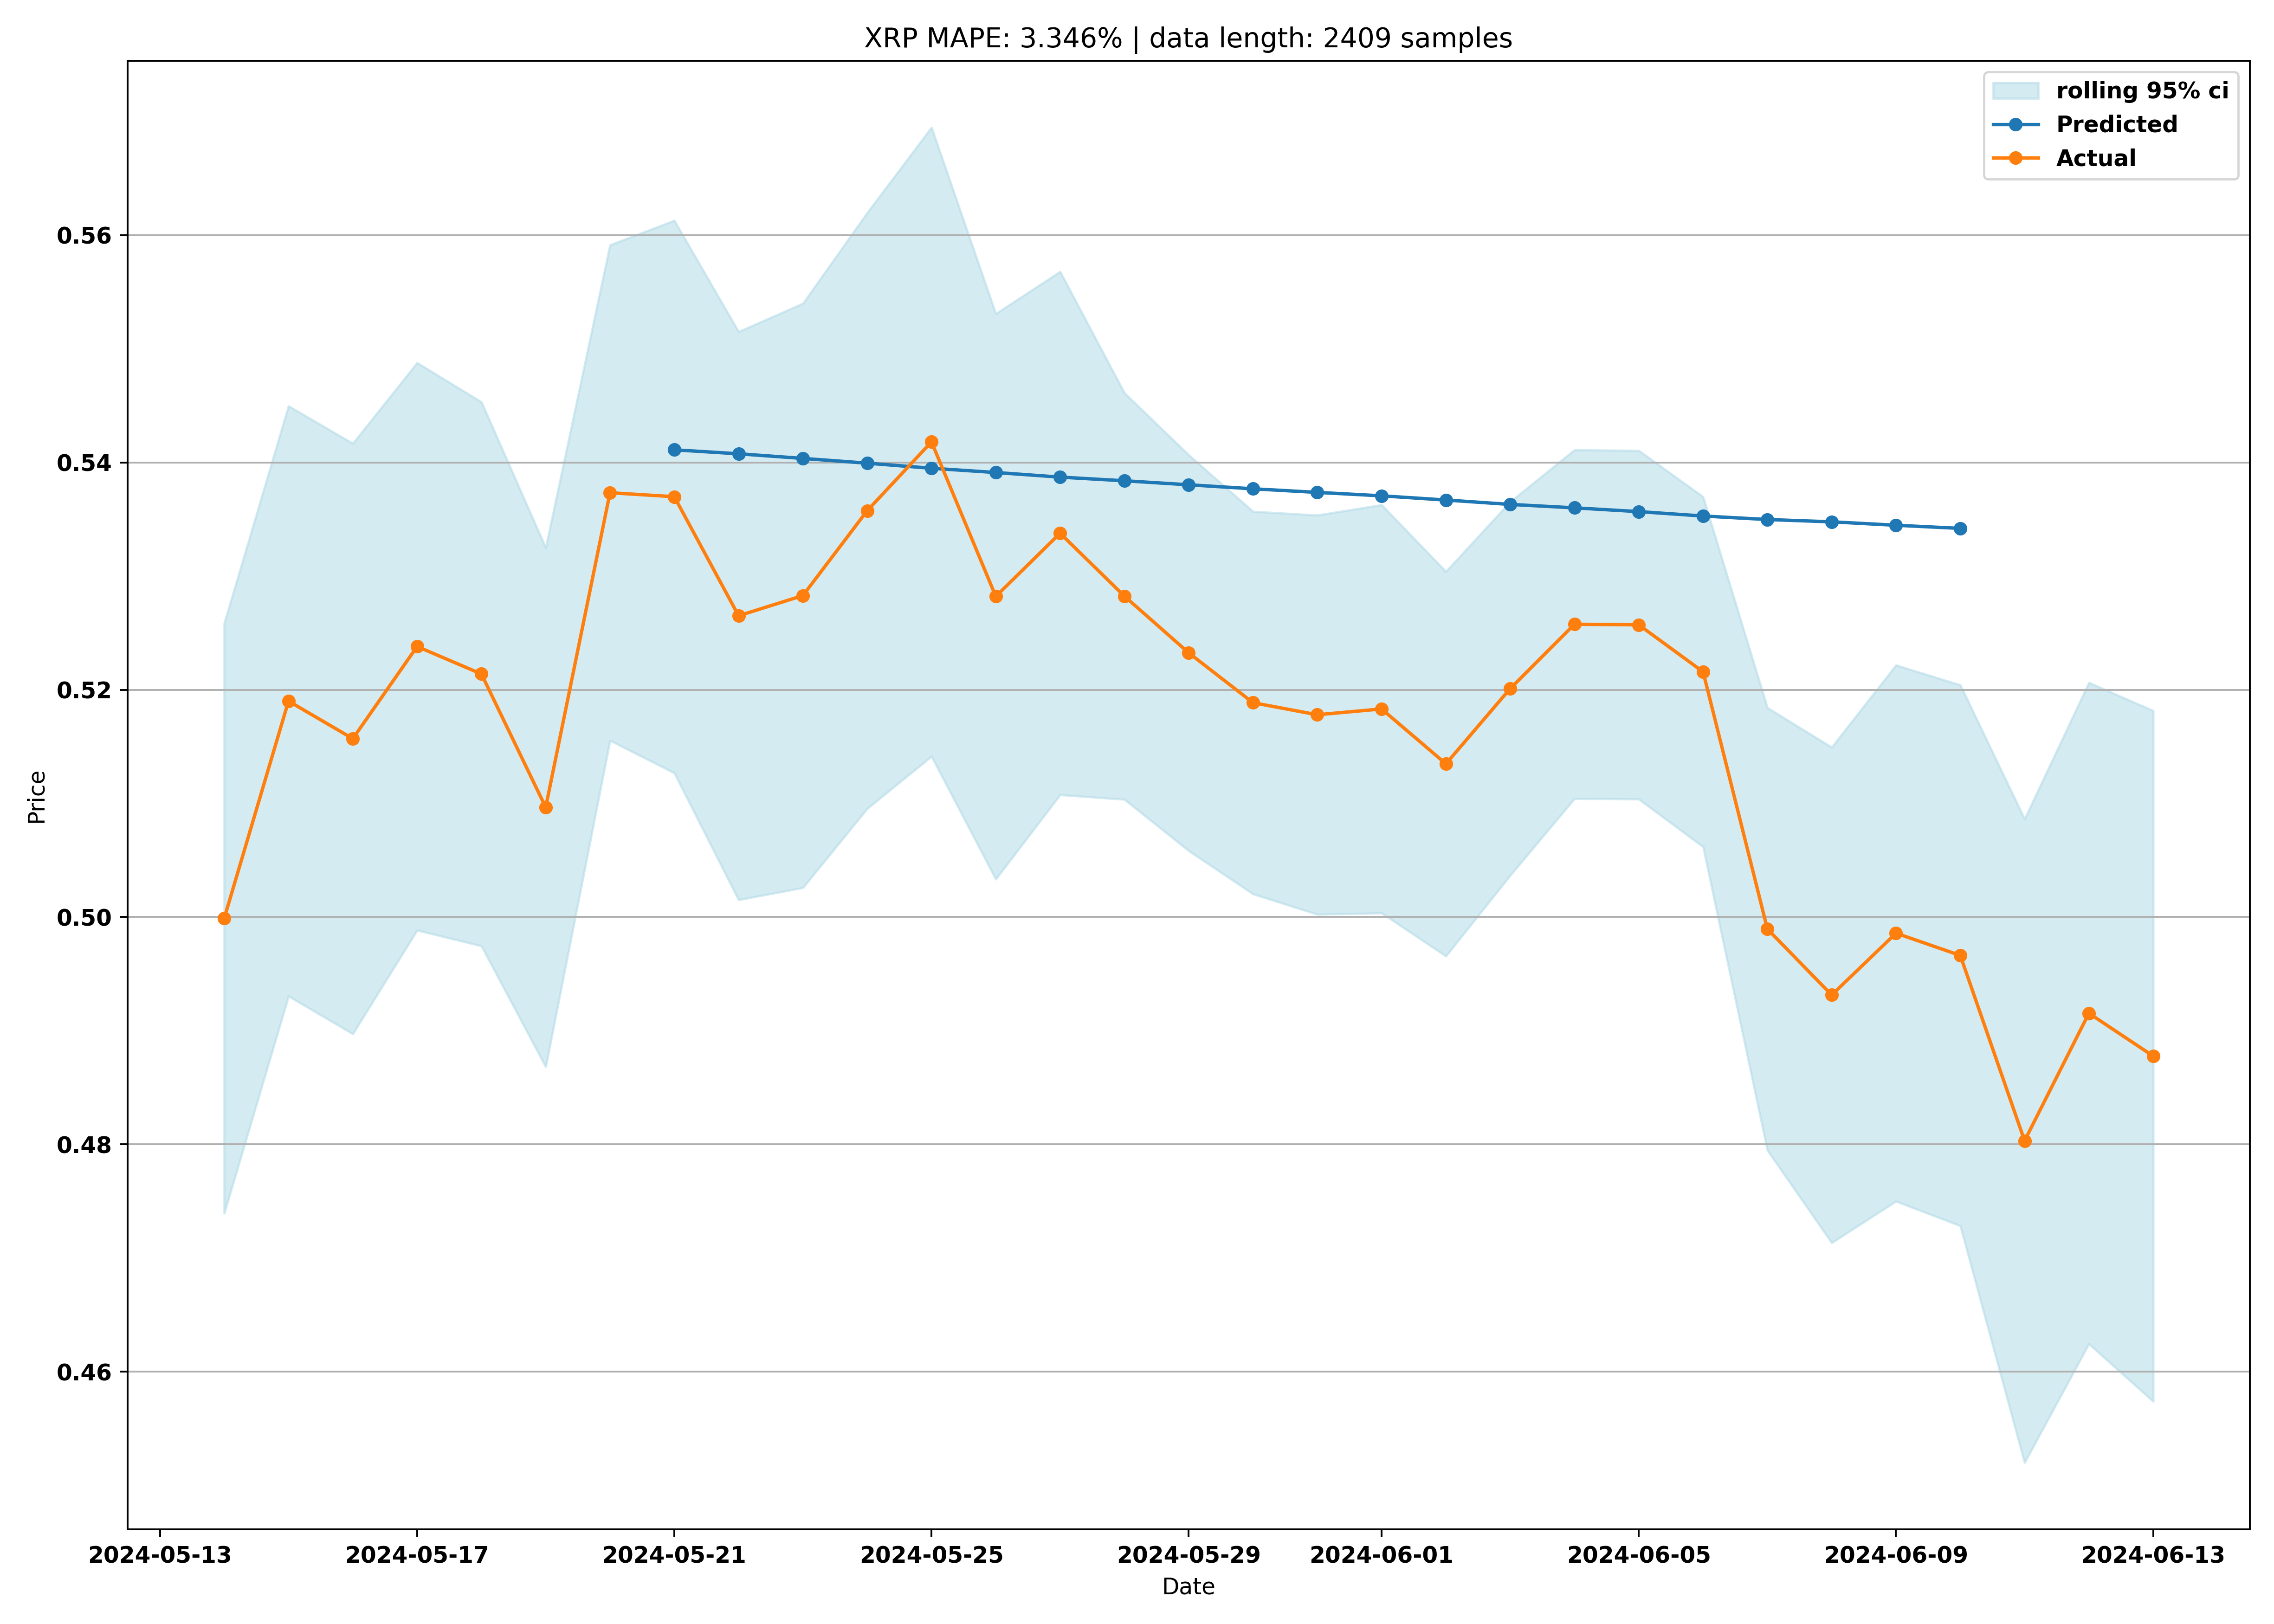 XRP MAPE: 3.346% | data length: 2409 samples
rolling 95% ci
Predicted
Actual
0.56
0.54
0.52
0.50
0.48
0.46
Price
2024-05-13 2024-05-17 2024-05-21 2024-05-25 2024-05-29 2024-06-01 2024-06-05 2024-06-09 2024-06-13
Date